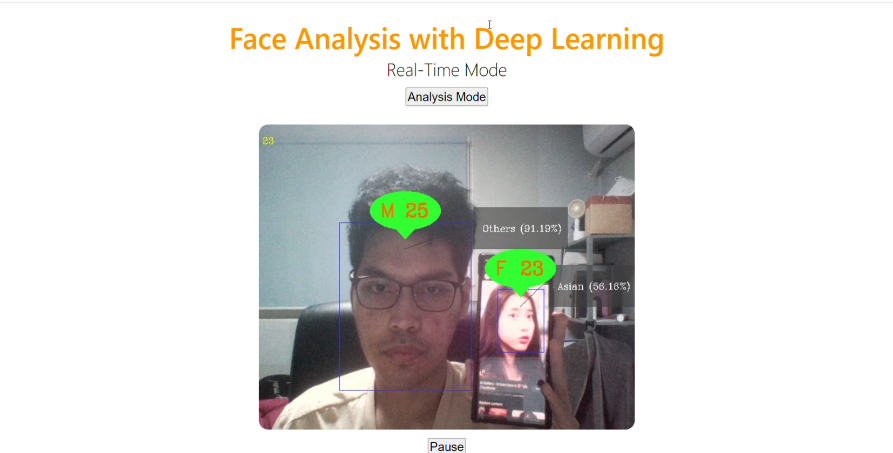 Face Analysis with Deep Learning
Real-Time Mode
Analysis Mode
23
M 25
Others (91.19%)
F 23
Asian (56.16%)
Pause